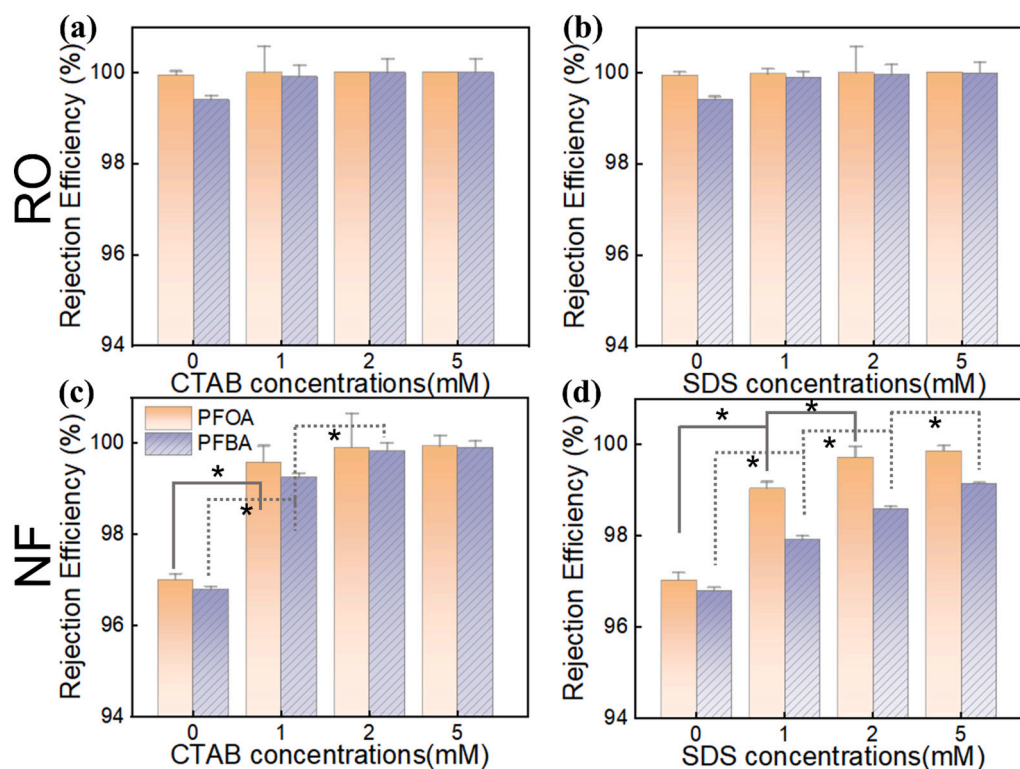 RO
(a)
Rejection Efficiency (%)
100
98
96
94
0 1 2 5
CTAB concentrations(mM)
(b)
Rejection Efficiency (%)
100
98
96
94
0 1 2 5
SDS concentrations(mM)
NF
(c)
Rejection Efficiency (%)
100
98
96
94
PFOA
PFBA
*
*
*
0 1 2 5
CTAB concentrations(mM)
(d)
Rejection Efficiency (%)
100
98
96
94
* *
* * *
0 1 2 5
SDS concentrations(mM)